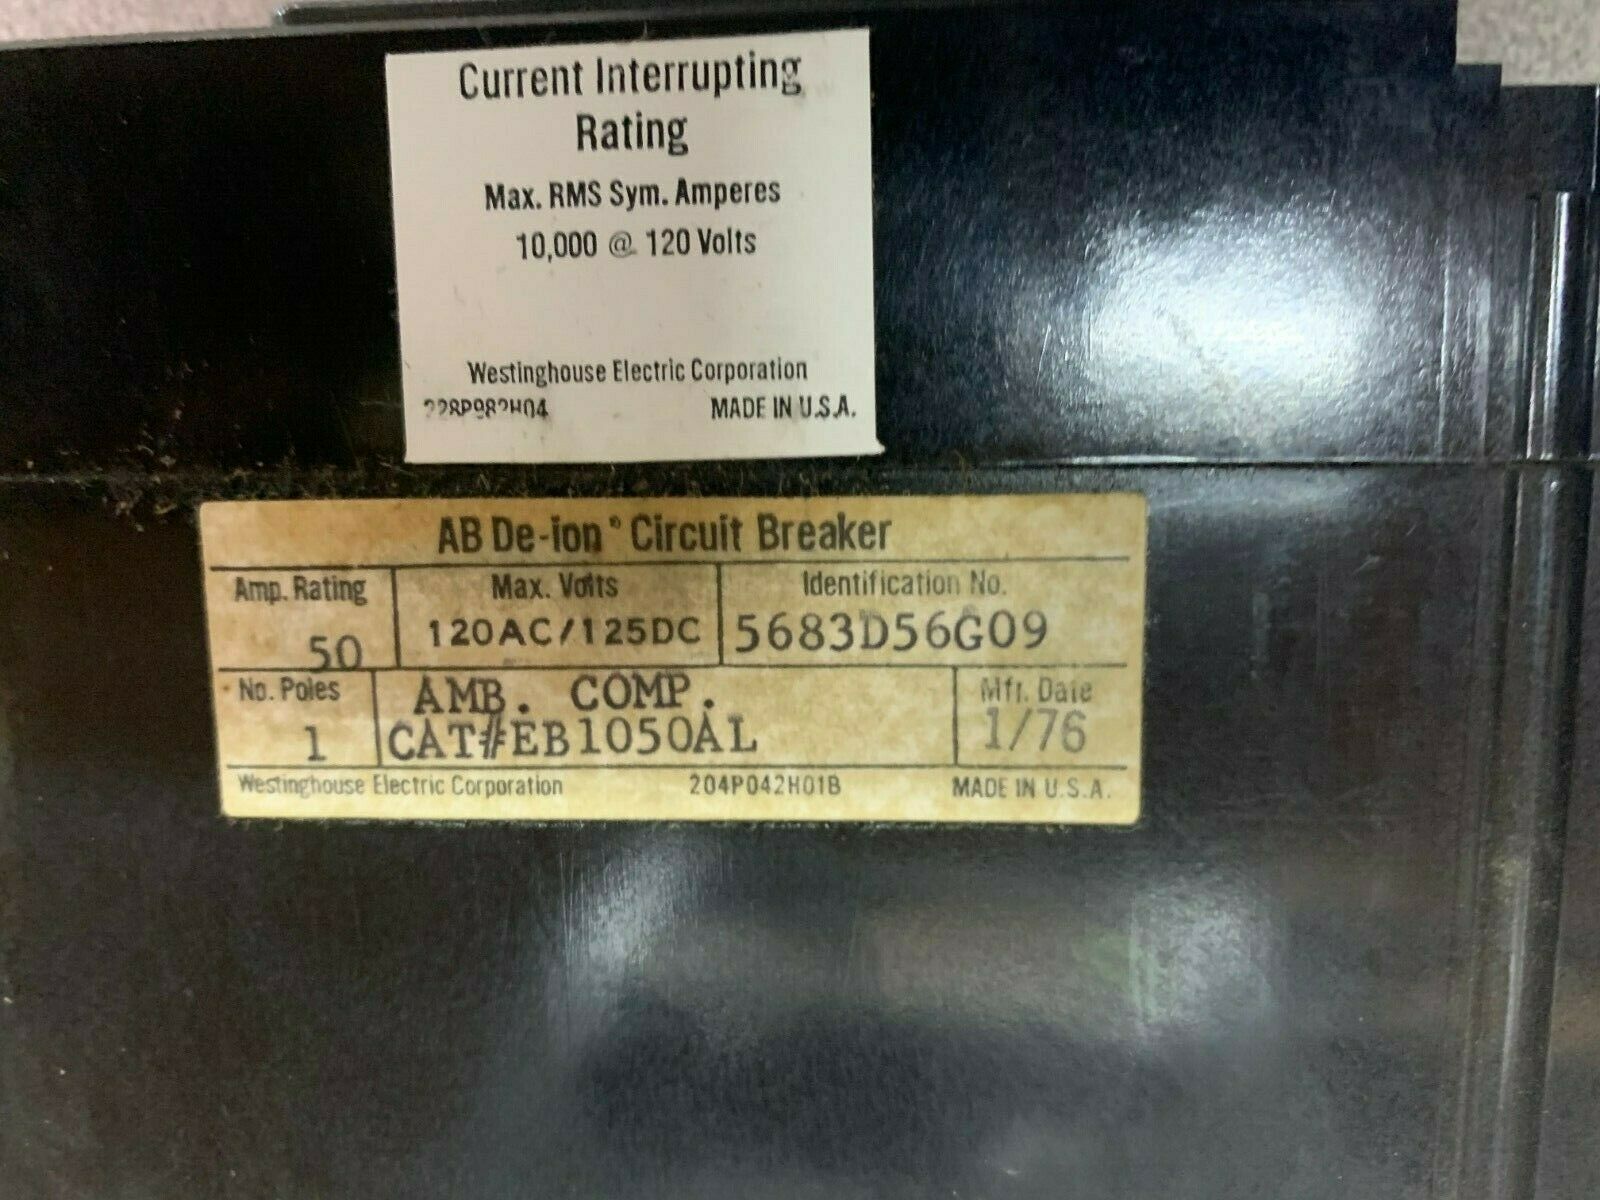 Current Interrupting
Rating
Max. RMS Sym. Amperes
10,000 @ 120 Volts
Westinghouse Electric Corporation
228P982H04 MADE IN U.S.A.
AB De-ion® Circuit Breaker
Amp. Rating Max. Volts Identification No.
50 120AC/125DC 5683D56G09
No. Poles AMB. COMP. Mfr. Date
1 CAT#EB1050AL 1/76
Westinghouse Electric Corporation 204P042H01B MADE IN U.S.A.